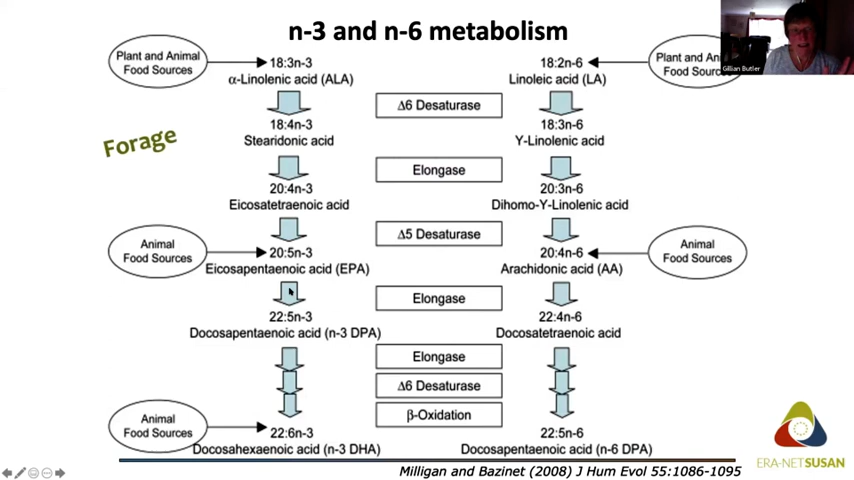 n-3 and n-6 metabolism
Gillian Butler
Plant and Animal
Food Sources
18:3n-3
α-Linolenic acid (ALA)
18:2n-6
Linoleic acid (LA)
Plant and An
Food Sources
Δ6 Desaturase
Forage
18:4n-3
Stearidonic acid
18:3n-6
Y-Linolenic acid
Elongase
20:4n-3
Eicosatetraenoic acid
20:3n-6
Dihomo-Y-Linolenic acid
Δ5 Desaturase
Animal
Food Sources
20:5n-3
Eicosapentaenoic acid (EPA)
20:4n-6
Arachidonic acid (AA)
Animal
Food Sources
Elongase
22:5n-3
Docosapentaenoic acid (n-3 DPA)
22:4n-6
Docosatetraenoic acid
Elongase
Δ6 Desaturase
β-Oxidation
Animal
Food Sources
22:6n-3
Docosahexaenoic acid (n-3 DHA)
22:5n-6
Docosapentaenoic acid (n-6 DPA)
ERA-NETSUSAN
Milligan and Bazinet (2008) J Hum Evol 55:1086-1095